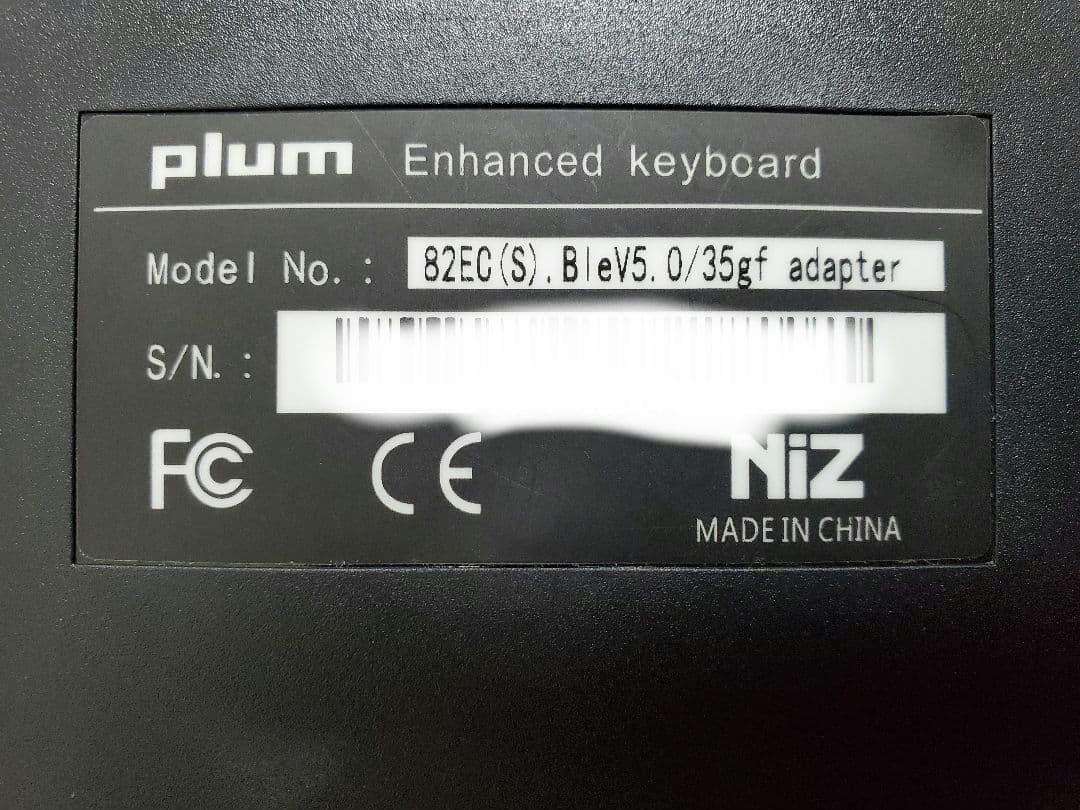 plum Enhanced keyboard
Model No. : 82EC(S).BleV5.0/35gf adapter
S/N. :
FC CE NiZ
MADE IN CHINA